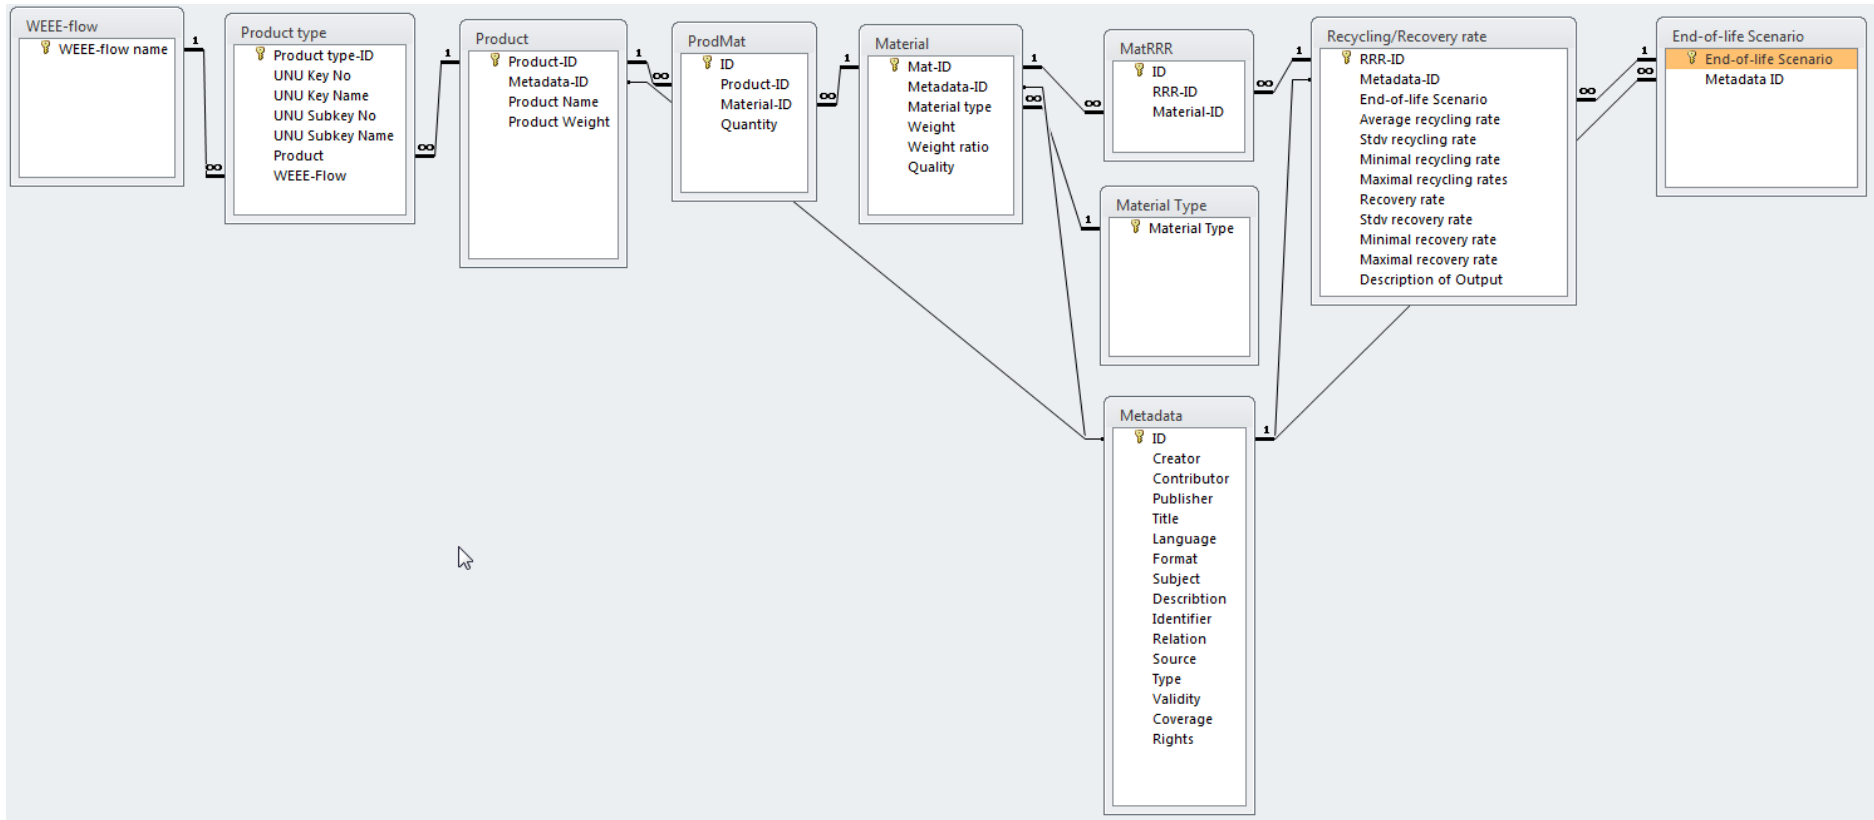 WEEE-flow
WEEE-flow name
1
∞
Product type
Product type-ID
UNU Key No
UNU Key Name
UNU Subkey No
UNU Subkey Name
Product
WEEE-Flow
1
∞
Product
Product-ID
Metadata-ID
Product Name
Product Weight
1
∞
ProdMat
ID
Product-ID
Material-ID
Quantity
1
∞
Material
Mat-ID
Metadata-ID
Material type
Weight
Weight ratio
Quality
1
∞
∞
1
MatRRR
ID
RRR-ID
Material-ID
1
∞
Material Type
Material Type
Recycling/Recovery rate
RRR-ID
Metadata-ID
End-of-life Scenario
Average recycling rate
Stdv recycling rate
Minimal recycling rate
Maximal recycling rates
Recovery rate
Stdv recovery rate
Minimal recovery rate
Maximal recovery rate
Description of Output
1
∞
∞
End-of-life Scenario
End-of-life Scenario
Metadata ID
Metadata
ID
Creator
Contributor
Publisher
Title
Language
Format
Subject
Describtion
Identifier
Relation
Source
Type
Validity
Coverage
Rights
1